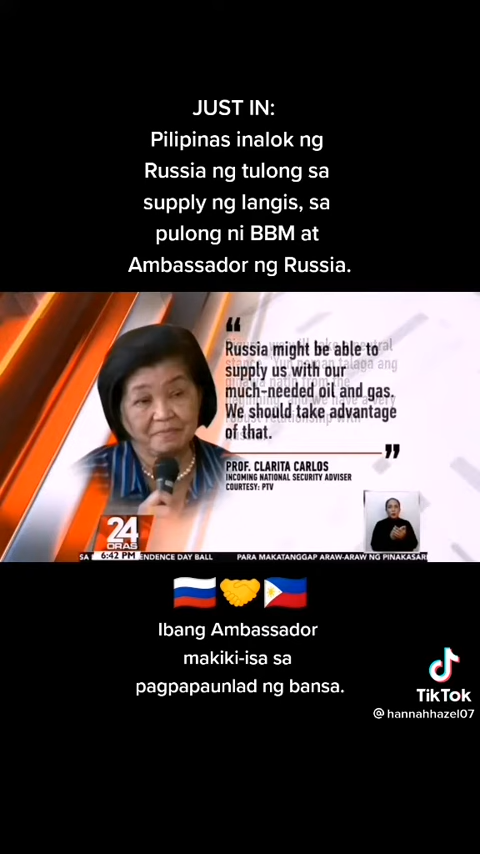 JUST IN:
Pilipinas inalok ng
Russia ng tulong sa
supply ng langis, sa
pulong ni BBM at
Ambassador ng Russia.
“
Russia might be able to
supply us with our
much-needed oil and gas.
We should take advantage
of that.
”
PROF. CLARITA CARLOS
INCOMING NATIONAL SECURITY ADVISER
COURTESY: PTV
24
ORAS
6:42 PM
SA
ENDENCE DAY BALL PARA MAKATANGGAP ARAW-ARAW NG PINAKASAR
Ibang Ambassador
makiki-isa sa
pagpapaunlad ng bansa.
TikTok
@hannahhazel07